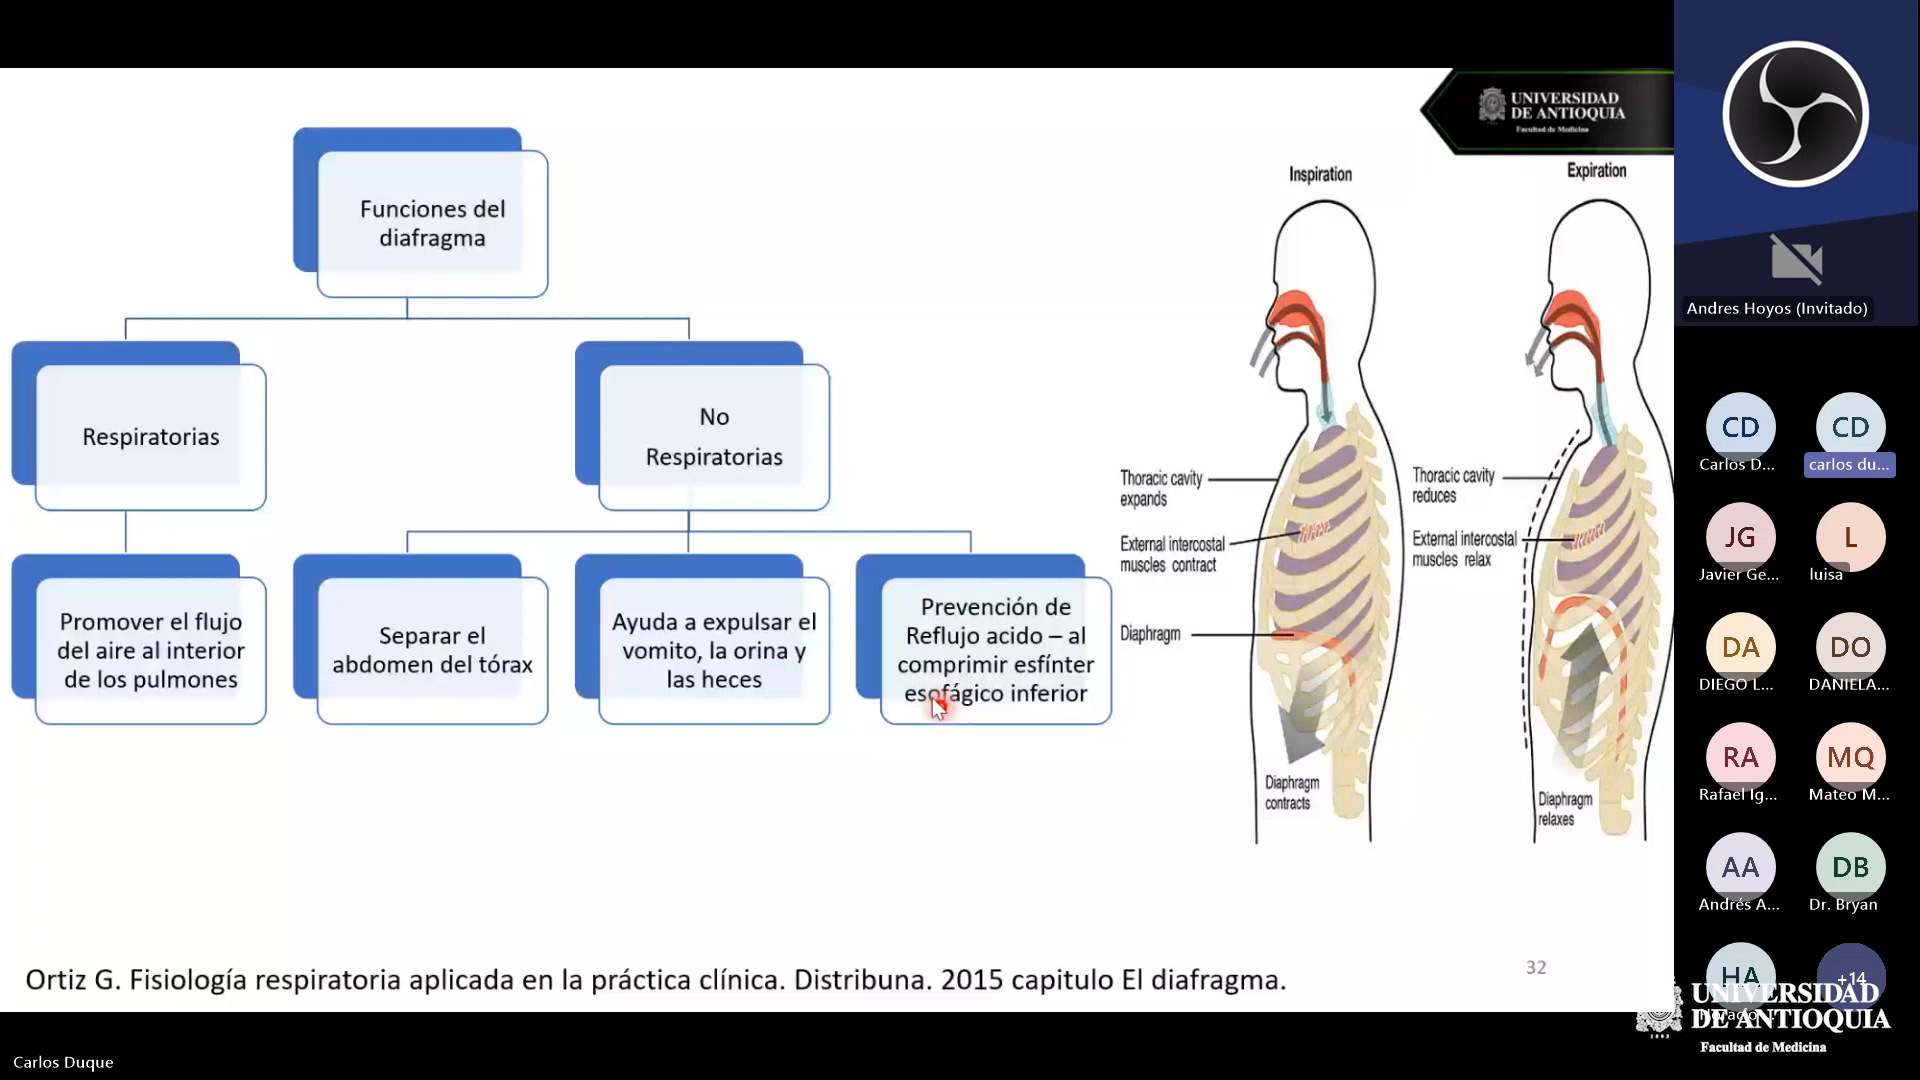 UNIVERSIDAD
DE ANTIOQUIA
Facultad de Medicina
Funciones del
diafragma
Respiratorias
No
Respiratorias
Promover el flujo
del aire al interior
de los pulmones
Separar el
abdomen del tórax
Ayuda a expulsar el
vomito, la orina y
las heces
Prevención de
Reflujo acido – al
comprimir esfínter
esofágico inferior
Inspiration
Thoracic cavity
expands
External intercostal
muscles contract
Diaphragm
Diaphragm
contracts
Expiration
Thoracic cavity
reduces
External intercostal
muscles relax
Diaphragm
relaxes
Ortiz G. Fisiología respiratoria aplicada en la práctica clínica. Distribuna. 2015 capitulo El diafragma.
32
Andres Hoyos (Invitado)
CD
Carlos D...
CD
carlos du...
JG
Javier Ge...
L
luisa
DA
DIEGO L...
DO
DANIELA...
RA
Rafael Ig...
MQ
Mateo M...
AA
Andrés A...
DB
Dr. Bryan
HA
+14
UNIVERSIDAD
DE ANTIOQUIA
1803
Facultad de Medicina
Carlos Duque